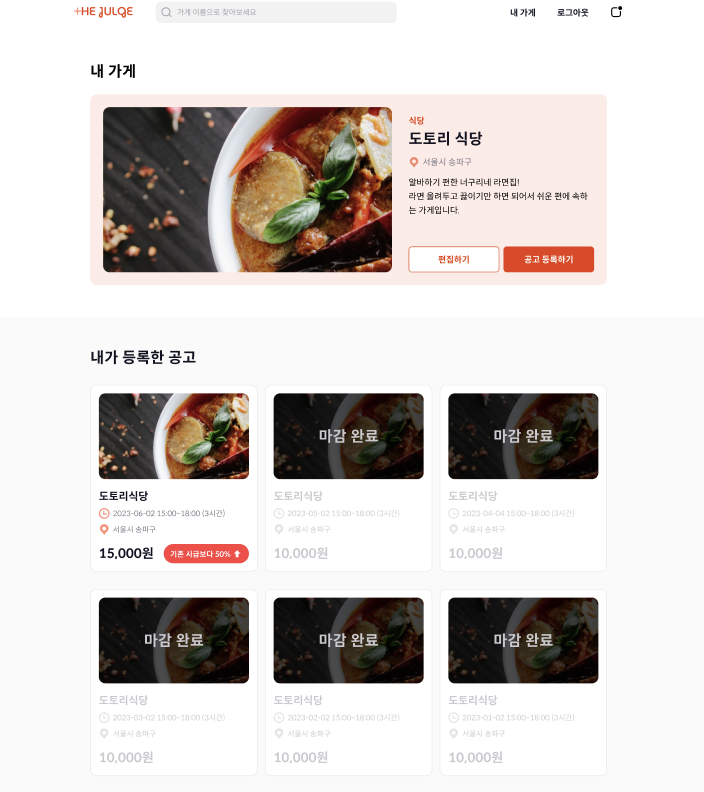 THE JULGE
가게 이름으로 찾아보세요
내 가게
로그아웃
내 가게
식당
도토리 식당
서울시 송파구
알바하기 편한 너구리네 라면집!
라면 올려두고 끓이기만 하면 되어서 쉬운 편에 속하
는 가게입니다.
편집하기
공고 등록하기
내가 등록한 공고
도토리식당
2023-06-02 15:00~18:00 (3시간)
서울시 송파구
15,000원
기존 시급보다 50%
마감 완료
도토리식당
2023-05-02 15:00~18:00 (3시간)
서울시 송파구
10,000원
마감 완료
도토리식당
2023-04-04 15:00~18:00 (3시간)
서울시 송파구
10,000원
마감 완료
도토리식당
2023-03-02 15:00~18:00 (3시간)
서울시 송파구
10,000원
마감 완료
도토리식당
2023-02-02 15:00~18:00 (3시간)
서울시 송파구
10,000원
마감 완료
도토리식당
2023-01-02 15:00~18:00 (3시간)
서울시 송파구
10,000원